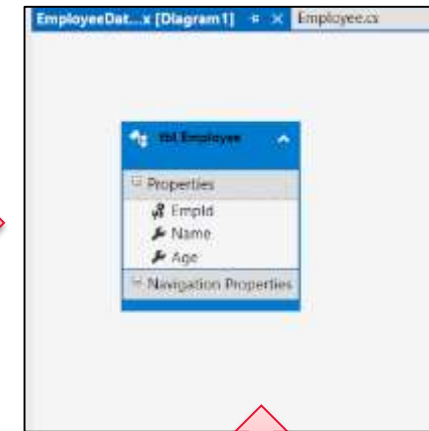 EmployeeDat...x [Diagram1] Employee.cs
tbl Employee
Properties
EmpId
Name
Age
Navigation Properties